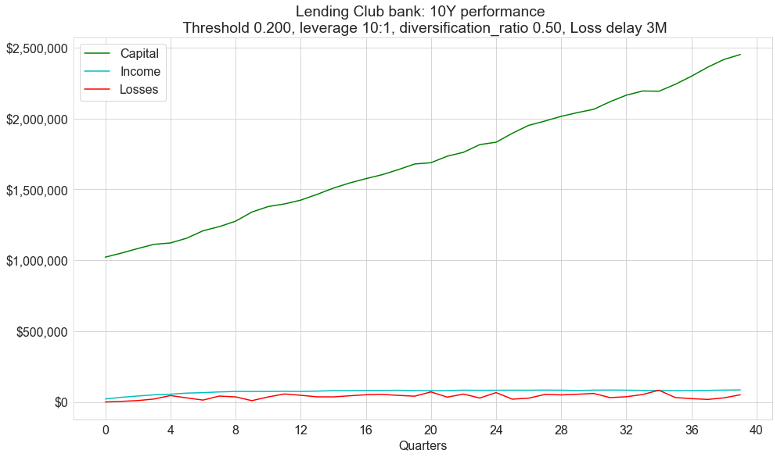 Lending Club bank: 10Y performance
Threshold 0.200, leverage 10:1, diversification_ratio 0.50, Loss delay 3M
Capital
Income
Losses
$2,500,000
$2,000,000
$1,500,000
$1,000,000
$500,000
$0
0 4 8 12 16 20 24 28 32 36 40
Quarters